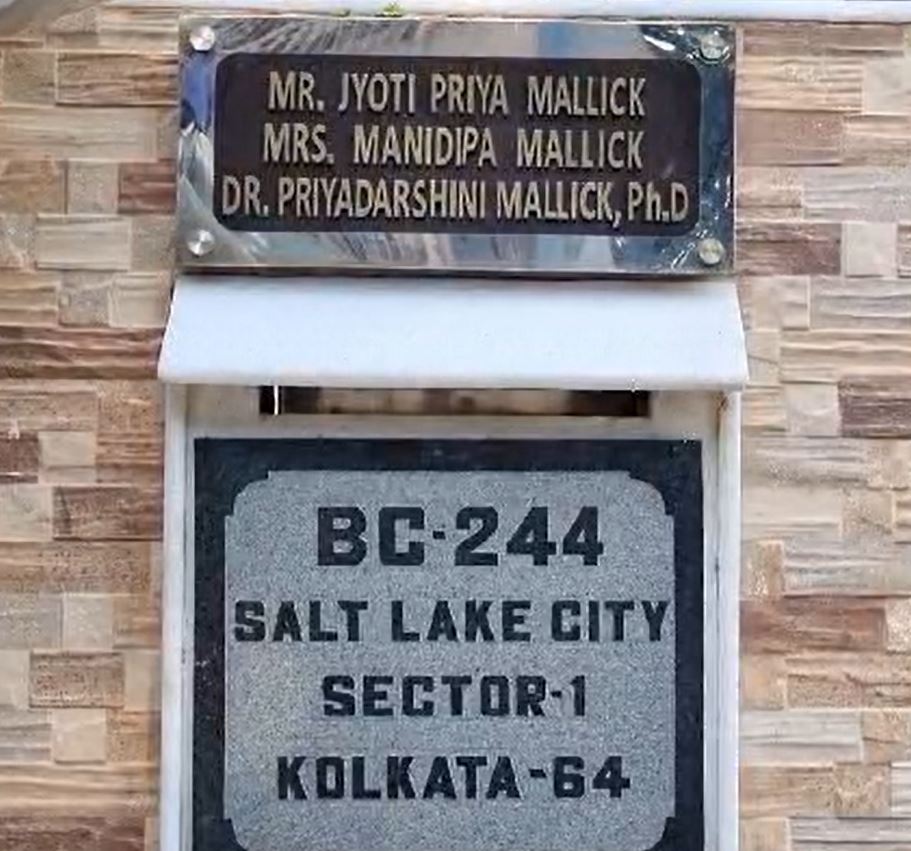 MR. JYOTI PRIYA MALLICK
MRS. MANIDIPA MALLICK
DR. PRIYADARSHINI MALLICK, Ph.D
BC-244
SALT LAKE CITY
SECTOR-1
KOLKATA-64